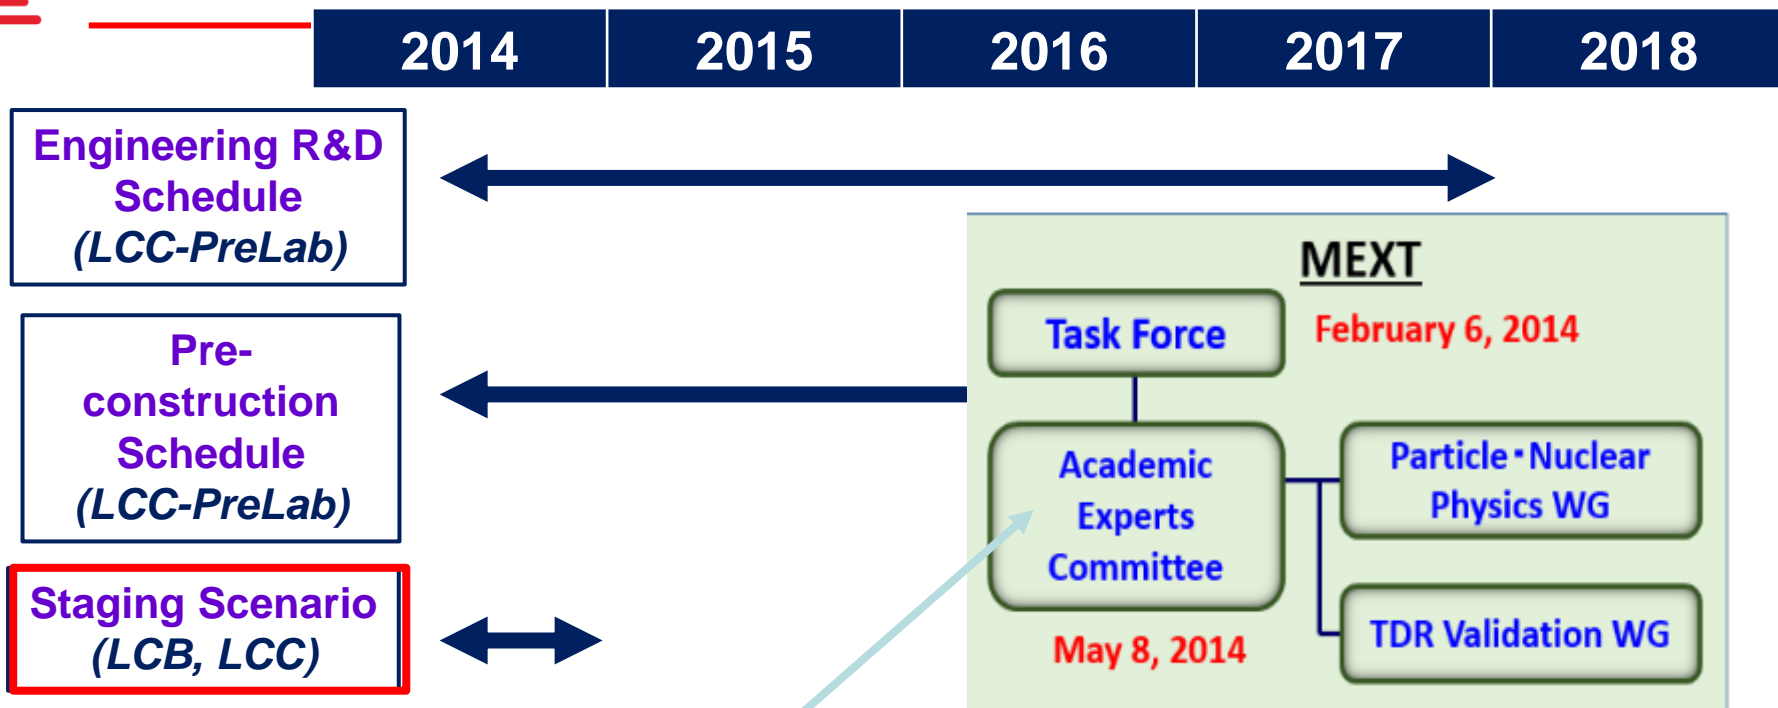 2014 2015 2016 2017 2018
Engineering R&D
Schedule
(LCC-PreLab)
Pre-
construction
Schedule
(LCC-PreLab)
Staging Scenario
(LCB, LCC)
MEXT
Task Force
February 6, 2014
Academic
Experts
Committee
May 8, 2014
Particle・Nuclear
Physics WG
TDR Validation WG